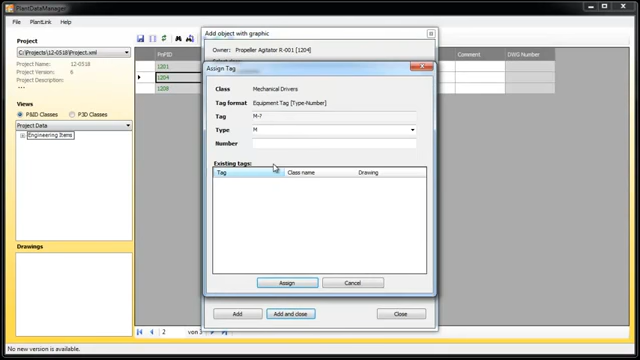 PlantDataManager
File PlantLink Help
Project
C:\Projects\12-0518\Project.xml
Project Name: 12-0518
Project Version: 6
Project Description:
...
Views
P&ID Classes P3D Classes
Project Data
Engineering Items
Drawings
No new version is available.
PnPID
1201
1204
1208
Comment DWG Number
2 von 3
Add object with graphic
Owner: Propeller Agitator R-001 [1204]
Assign Tag
Class Mechanical Drivers
Tag format Equipment Tag [Type-Number]
Tag M-?
Type M
Number
Existing tags:
Tag Class name Drawing
Assign Cancel
Add Add and close Close